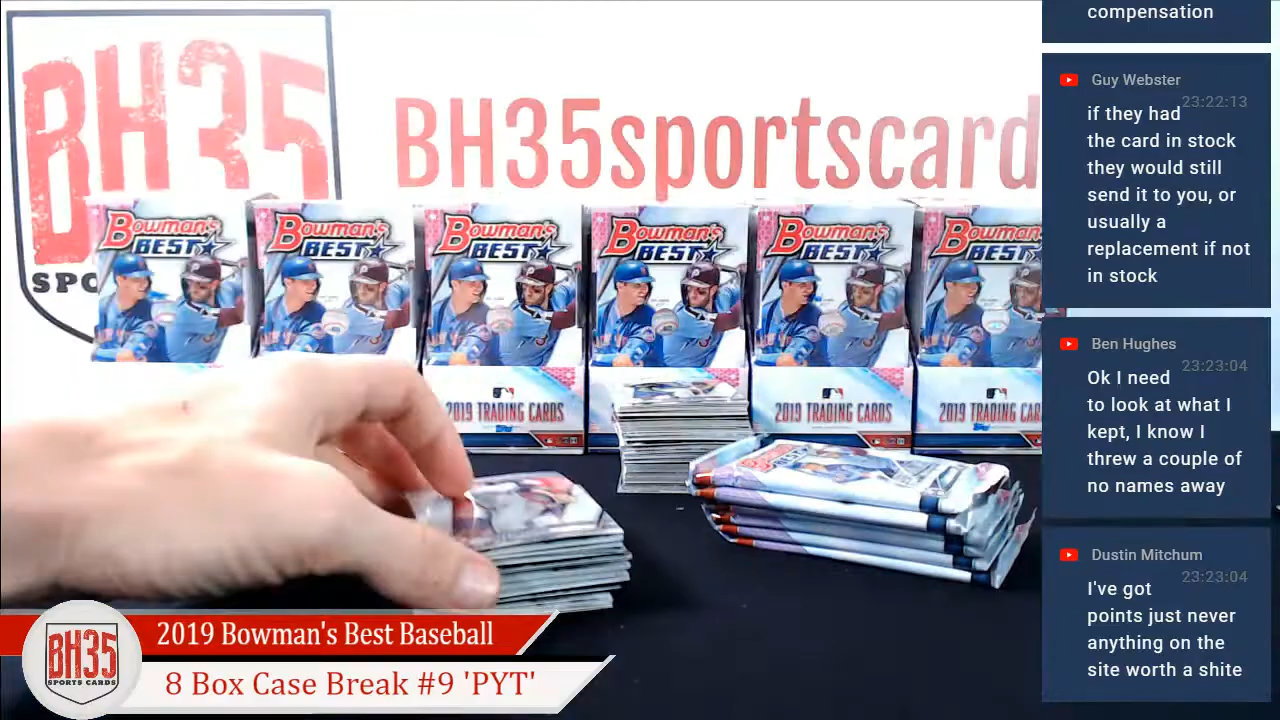 BH35
SPO
BH35sportscard
Bowman's
BEST
Bowman's
BEST
Bowman's
BEST
Bowman's
BEST
Bowman's
BEST
Bowman's
BEST
2019 TRADING CARDS
2019 TRADING CARDS
2019 TRADING CARDS
topps
BH35
SPORTS CARDS
2019 Bowman's Best Baseball
8 Box Case Break #9 'PYT'
compensation
Guy Webster
23:22:13
if they had
the card in stock
they would still
send it to you, or
usually a
replacement if not
in stock
Ben Hughes
23:23:04
Ok I need
to look at what I
kept, I know I
threw a couple of
no names away
Dustin Mitchum
23:23:04
I've got
points just never
anything on the
site worth a shite